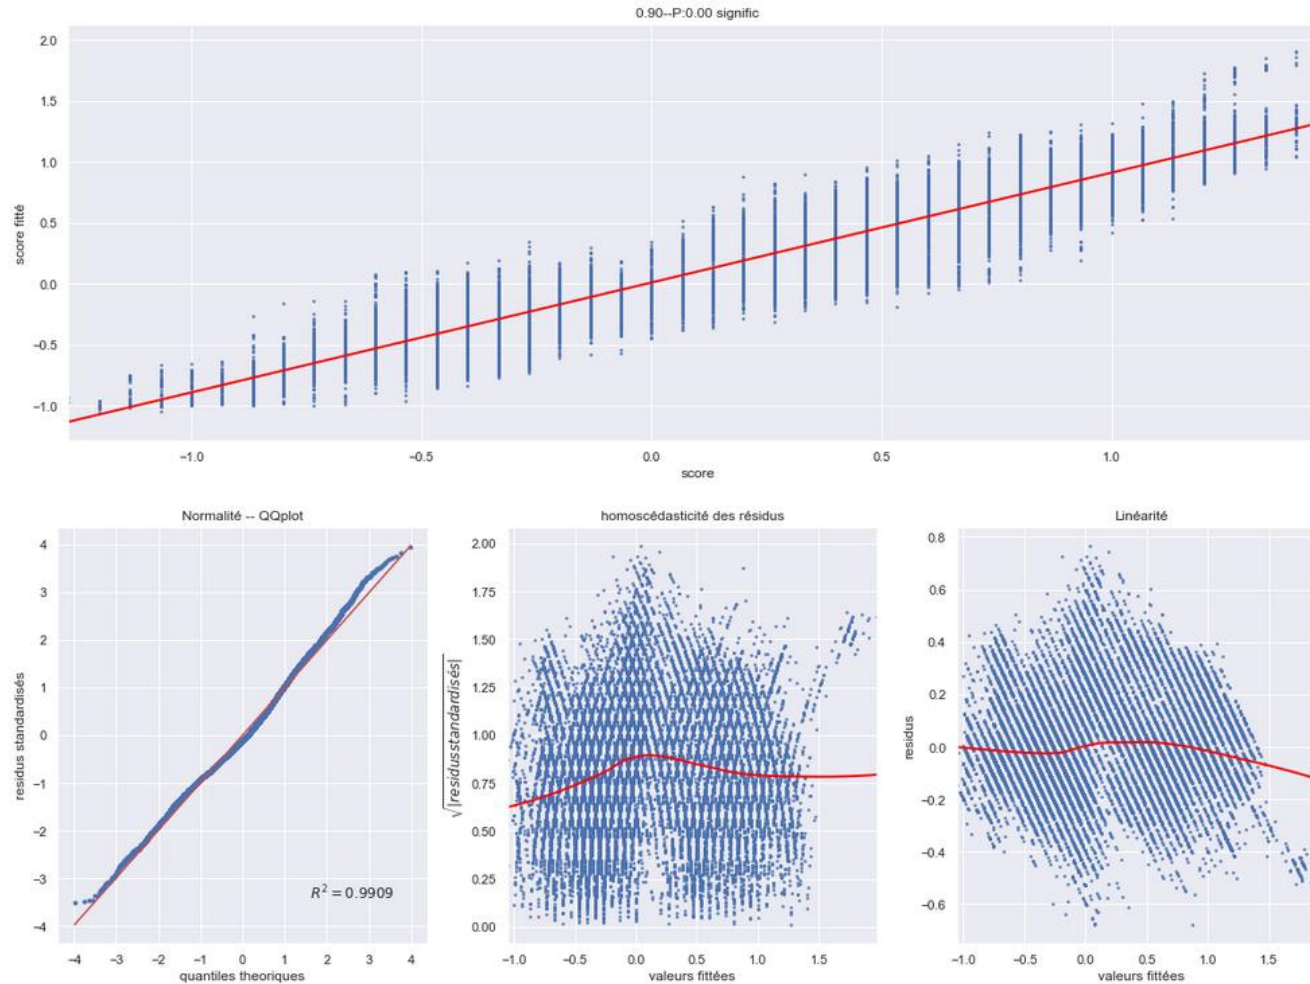 0.90--P:0.00 signific
2.0
1.5
1.0
0.5
0.0
−0.5
−1.0
score fitté
−1.0 −0.5 0.0 0.5 1.0
score
Normalité -- QQplot
4
3
2
1
0
−1
−2
−3
−4
residus standardisés
R² = 0.9909
−4 −3 −2 −1 0 1 2 3 4
quantiles theoriques
homoscédasticité des résidus
2.00
1.75
1.50
1.25
1.00
0.75
0.50
0.25
0.00
√|residusstandardisés|
−1.0 −0.5 0.0 0.5 1.0 1.5
valeurs fittées
Linéarité
0.8
0.6
0.4
0.2
0.0
−0.2
−0.4
−0.6
residus
−1.0 −0.5 0.0 0.5 1.0 1.5
valeurs fittées